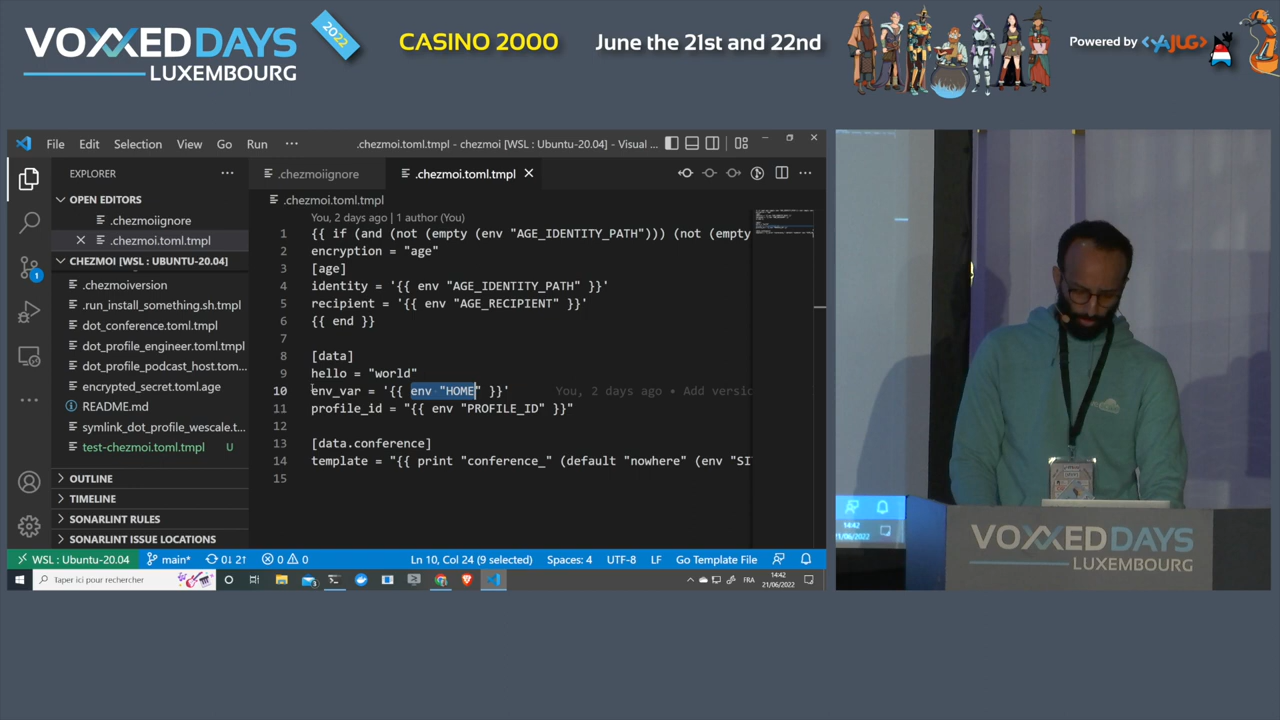 VOXXEDDAYS
LUXEMBOURG
2022
CASINO 2000
June the 21st and 22nd
Powered by <YAJUG>
File Edit Selection View Go Run ···
.chezmoi.toml.tmpl - chezmoi [WSL : Ubuntu-20.04] - Visual ...
EXPLORER
OPEN EDITORS
.chezmoiignore
.chezmoi.toml.tmpl
CHEZMOI [WSL : UBUNTU-20.04]
.chezmoiversion
.run_install_something.sh.tmpl
dot_conference.toml.tmpl
dot_profile_engineer.toml.tmpl
dot_profile_podcast_host.tom...
encrypted_secret.toml.age
README.md
symlink_dot_profile_wescale.t...
test-chezmoi.toml.tmpl U
OUTLINE
TIMELINE
SONARLINT RULES
SONARLINT ISSUE LOCATIONS
.chezmoiignore
.chezmoi.toml.tmpl
.chezmoi.toml.tmpl
You, 2 days ago | 1 author (You)
1 {{ if (and (not (empty (env "AGE_IDENTITY_PATH"))) (not (empty
2 encryption = "age"
3 [age]
4 identity = '{{ env "AGE_IDENTITY_PATH" }}'
5 recipient = '{{ env "AGE_RECIPIENT" }}'
6 {{ end }}
7
8 [data]
9 hello = "world"
10 env_var = '{{ env "HOME" }}' You, 2 days ago • Add versio
11 profile_id = "{{ env "PROFILE_ID" }}"
12
13 [data.conference]
14 template = "{{ print "conference_" (default "nowhere" (env "SI
15
1
WSL : Ubuntu-20.04 main* 0↓ 2↑ 0 0 Ln 10, Col 24 (9 selected) Spaces: 4 UTF-8 LF Go Template File
Taper ici pour rechercher
FRA
14:42
21/06/2022
14:42
21/06/2022
VOXXEDDAYS
LUXEMBOURG